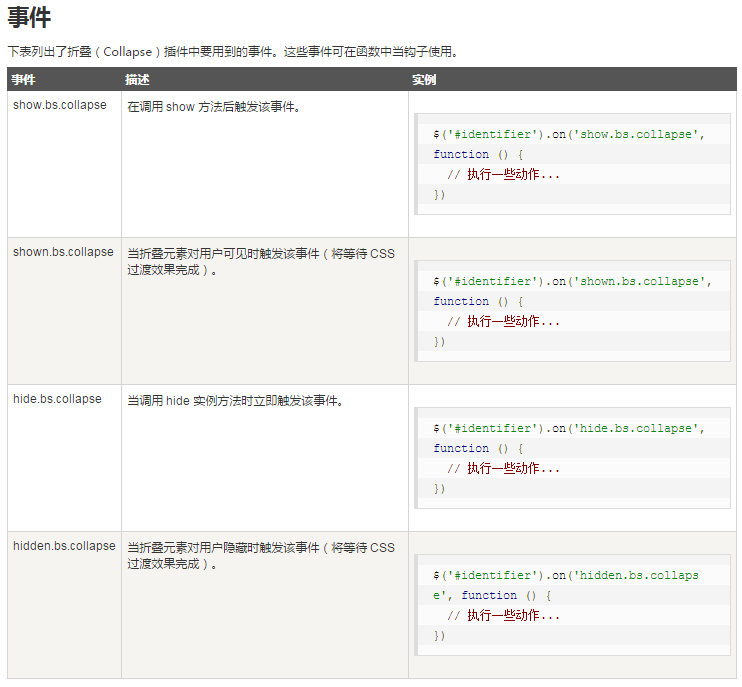 事件
下表列出了折叠（Collapse）插件中要用到的事件。这些事件可在函数中当钩子使用。
事件 描述 实例
show.bs.collapse 在调用 show 方法后触发该事件。
$('#identifier').on('show.bs.collapse',
function () {
// 执行一些动作...
})
shown.bs.collapse 当折叠元素对用户可见时触发该事件（将等待 CSS
过渡效果完成）。
$('#identifier').on('shown.bs.collapse',
function () {
// 执行一些动作...
})
hide.bs.collapse 当调用 hide 实例方法时立即触发该事件。
$('#identifier').on('hide.bs.collapse',
function () {
// 执行一些动作...
})
hidden.bs.collapse 当折叠元素对用户隐藏时触发该事件（将等待 CSS
过渡效果完成）。
$('#identifier').on('hidden.bs.collaps
e', function () {
// 执行一些动作...
})